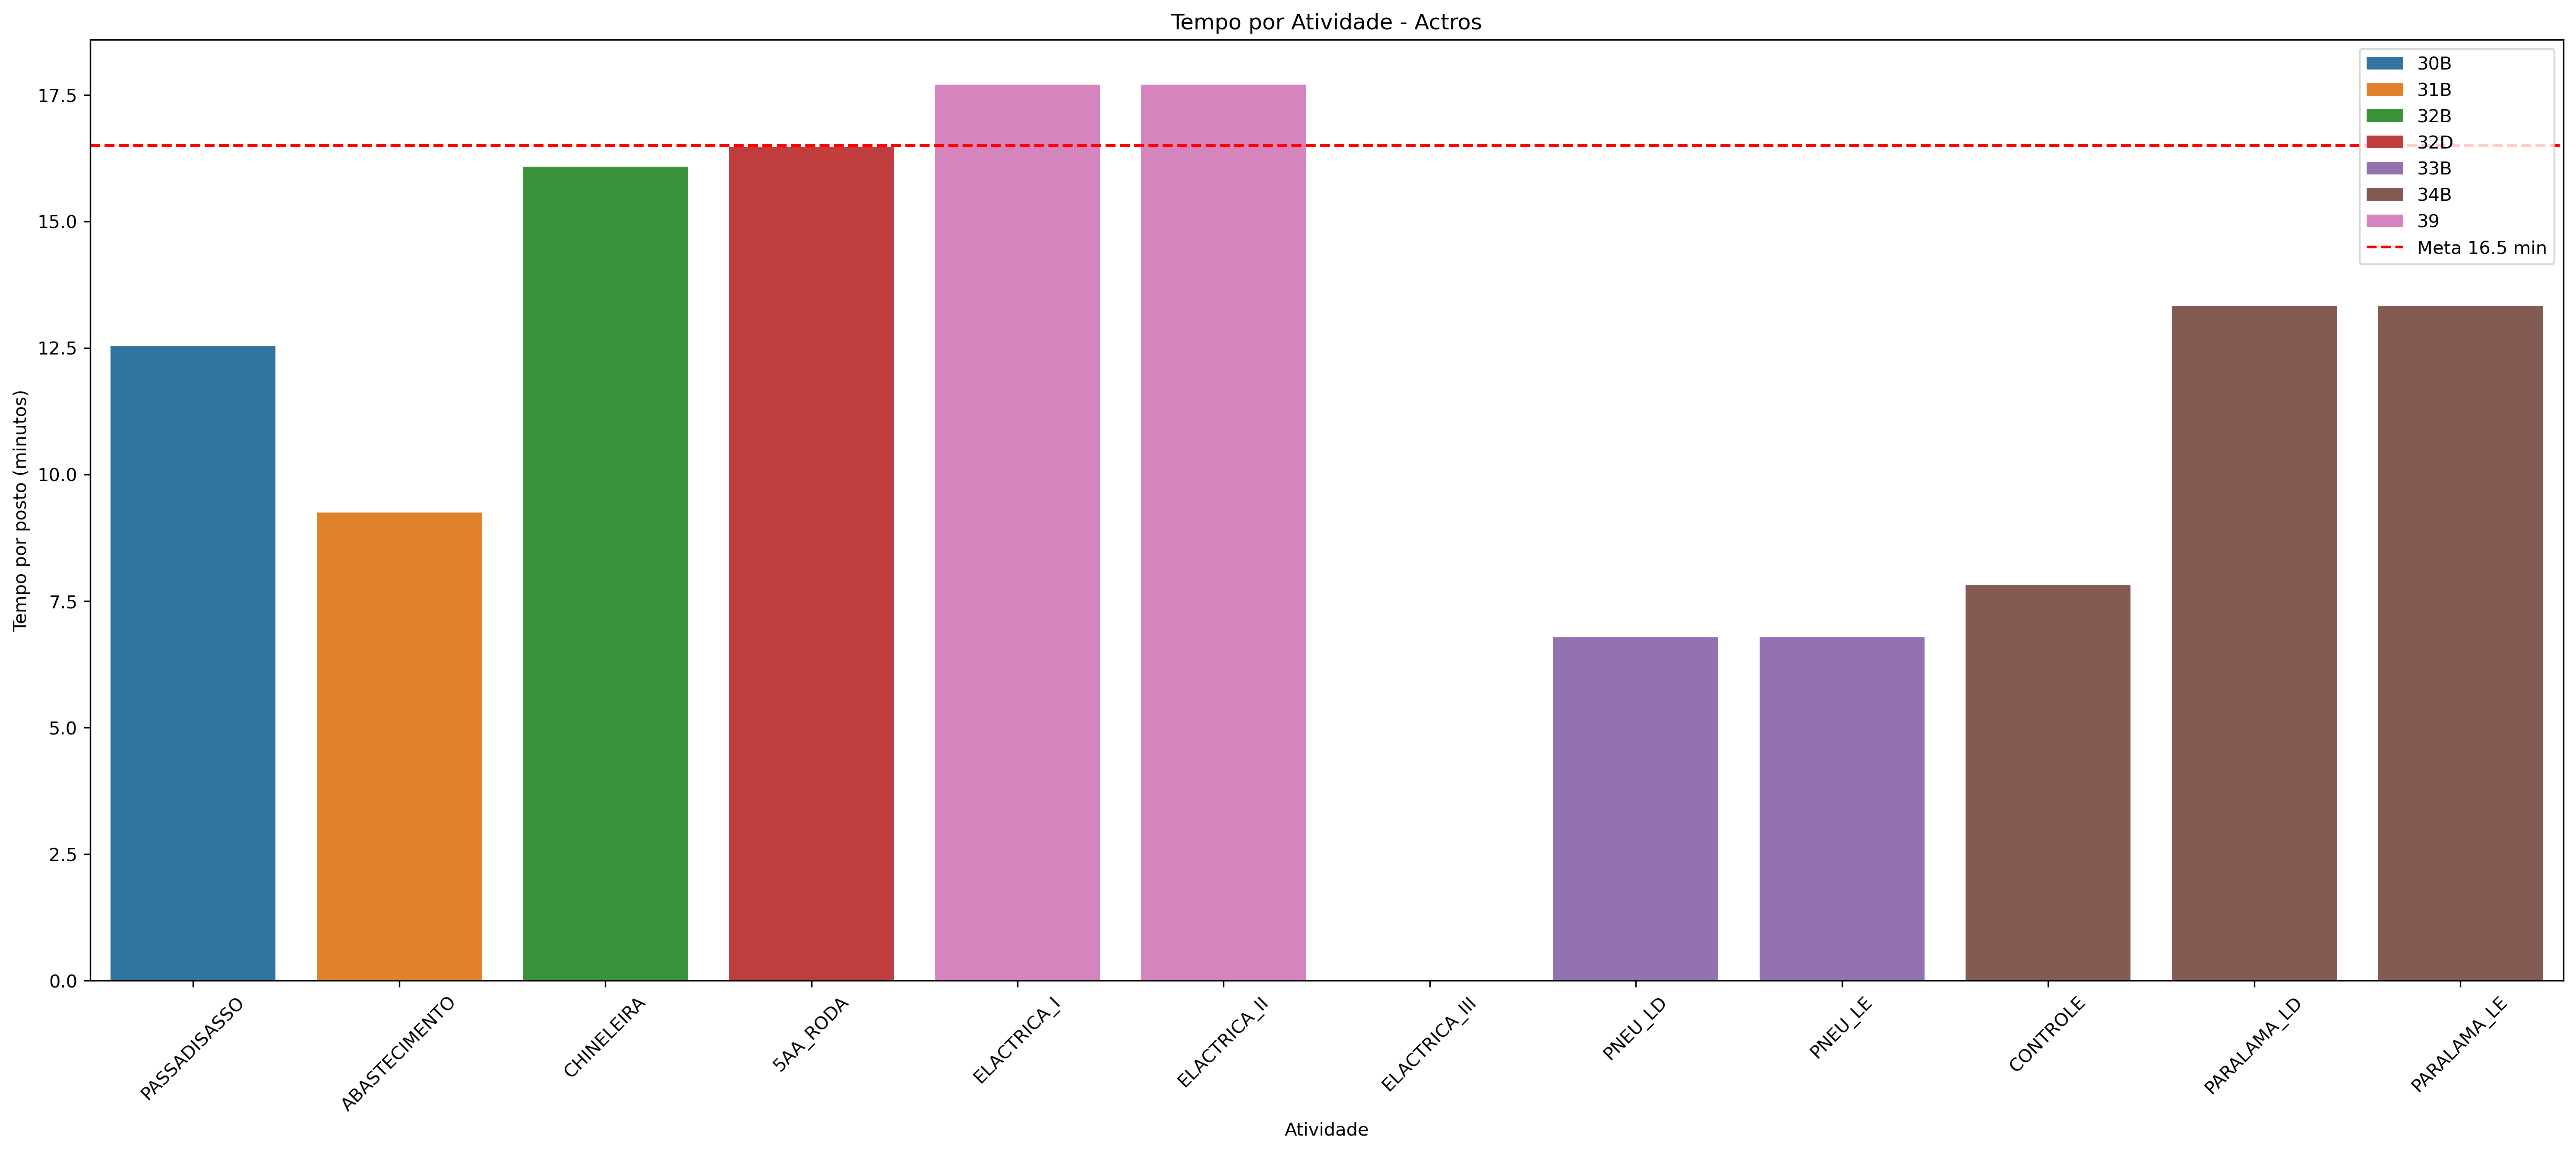 Tempo por Atividade - Actros
Tempo por posto (minutos)
17.5
15.0
12.5
10.0
7.5
5.0
2.5
0.0
30B
31B
32B
32D
33B
34B
39
Meta 16.5 min
PASSADISASSO
ABASTECIMENTO
CHINELEIRA
5AA_RODA
ELACTRICA_I
ELACTRICA_II
ELACTRICA_III
PNEU_LD
PNEU_LE
CONTROLE
PARALAMA_LD
PARALAMA_LE
Atividade